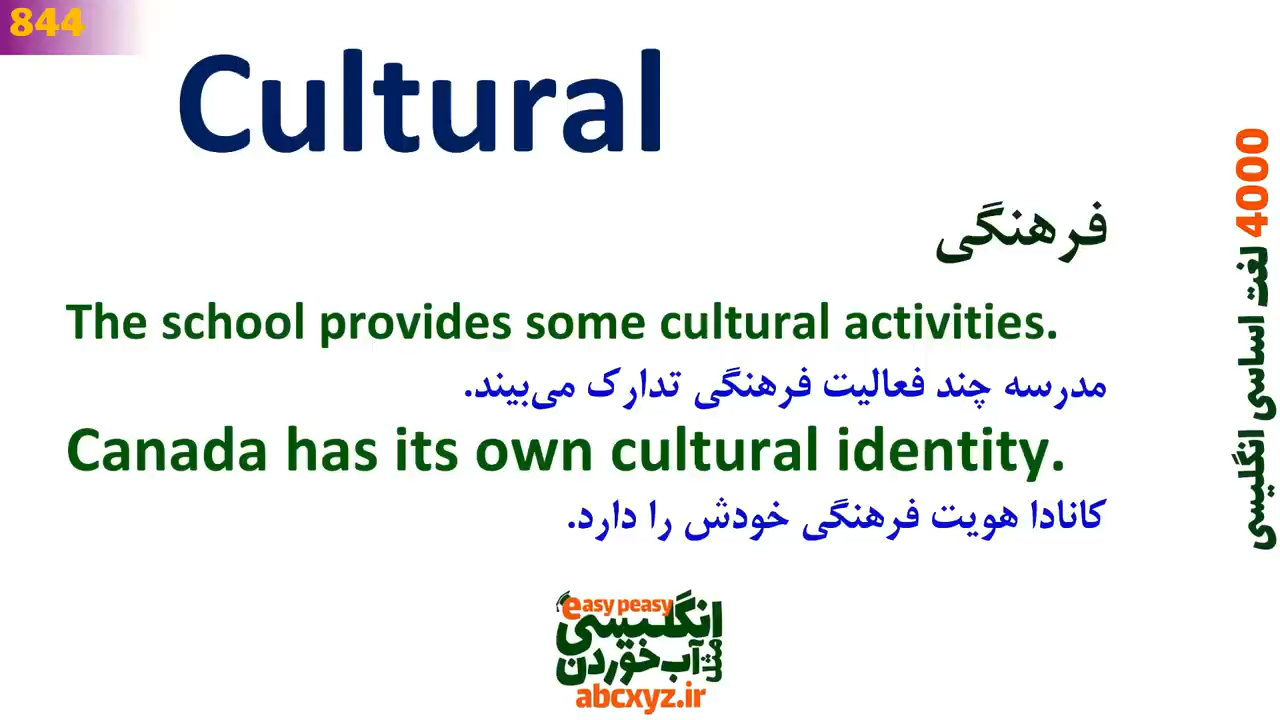 844
Cultural
فرهنگی
The school provides some cultural activities.
مدرسه چند فعالیت فرهنگی تدارک می‌بیند.
Canada has its own cultural identity.
کانادا هویت فرهنگی خودش را دارد.
4000 لغت اساسی انگلیسی
easy peasy
انگلیسی
مثل آب خوردن
abcxyz.ir